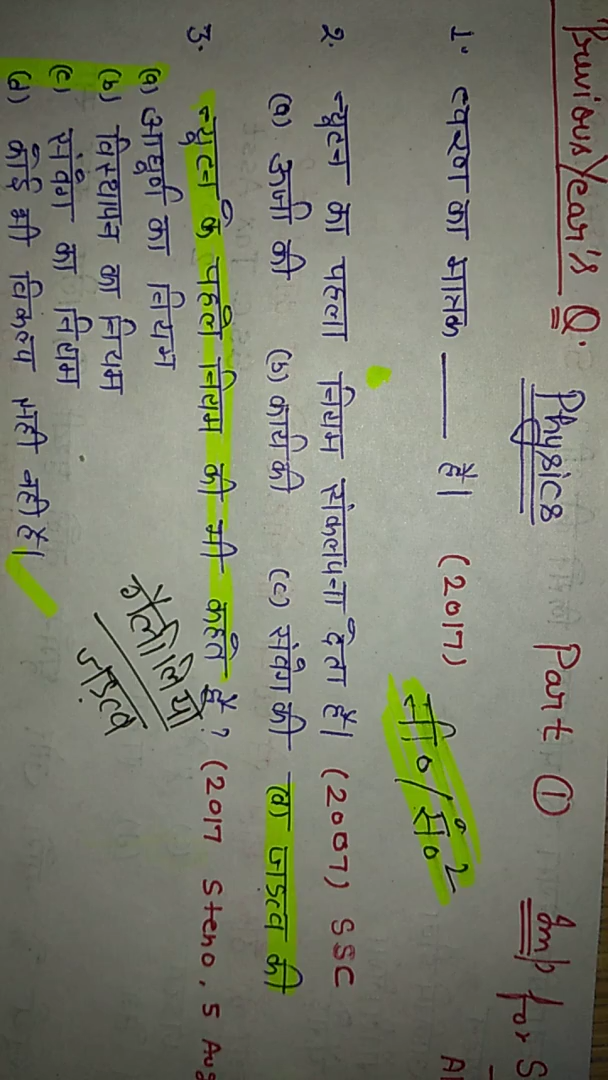 Previous Year's Q.
Physics Part ① Imp for S
1. त्वरण का मात्रक ——— है। (2017)
मी०/से०²
2. न्यूटन का पहला नियम संकल्पना देता है। (2007) SSC
(a) ऊर्जा की (b) कार्य की (c) संवेग की (d) जड़त्व की
3. न्यूटन के पहले नियम को भी कहते हैं? (2017 Steno, 5 Aug
(a) आघूर्ण का नियम
(b) विस्थापन का नियम
(c) संवेग का नियम
(d) कोई भी विकल्प सही नहीं है।
गैलीलियो
जड़त्व